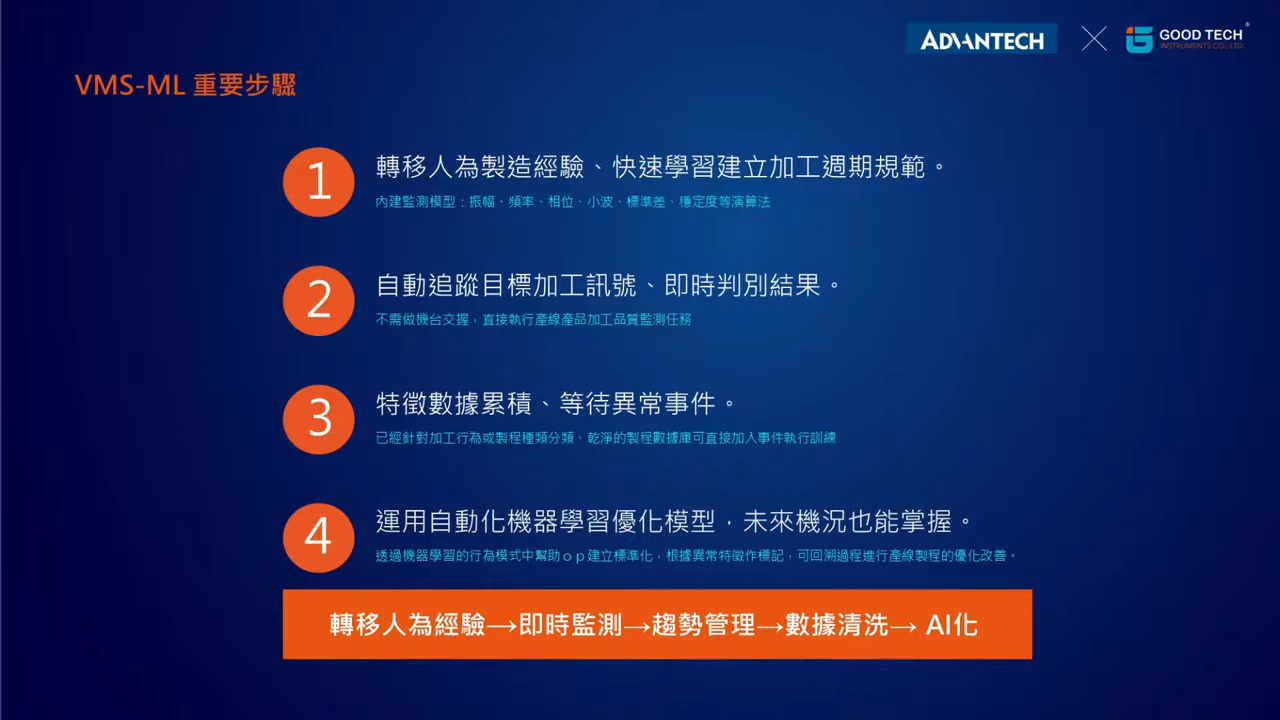 ADVANTECH
GOOD TECH
INSTRUMENTS CO., LTD.
VMS-ML 重要步驟
1
轉移人為製造經驗、快速學習建立加工週期規範。
內建監測模型：振幅、頻率、相位、小波、標準差、穩定度等演算法
2
自動追蹤目標加工訊號、即時判別結果。
不需做機台交握，直接執行產線產品加工品質監測任務
3
特徵數據累積、等待異常事件。
已經針對加工行為或製程種類分類、乾淨的製程數據庫可直接加入事件執行訓練
4
運用自動化機器學習優化模型，未來機況也能掌握。
透過機器學習的行為模式中幫助ｏｐ建立標準化，根據異常特徵作標記，可回溯過程進行產線製程的優化改善。
轉移人為經驗→即時監測→趨勢管理→數據清洗→ AI化